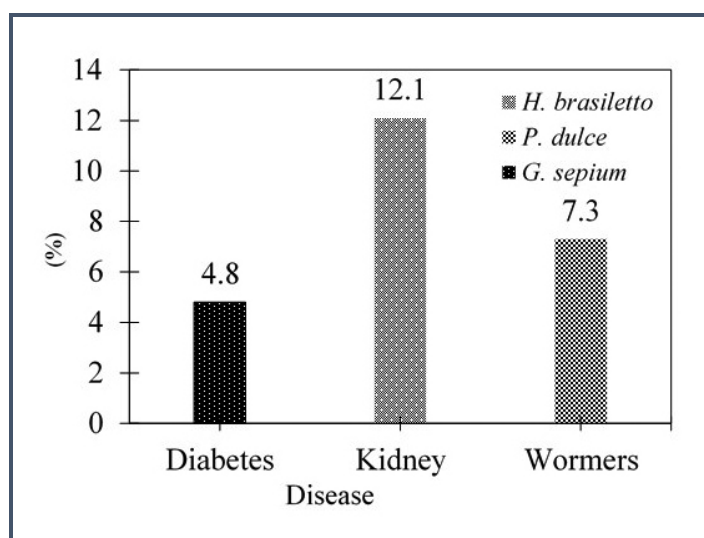 14
12
10
8
6
4
2
0
(%)
12.1
H. brasiletto
P. dulce
G. sepium
7.3
4.8
Diabetes Kidney Wormers
Disease